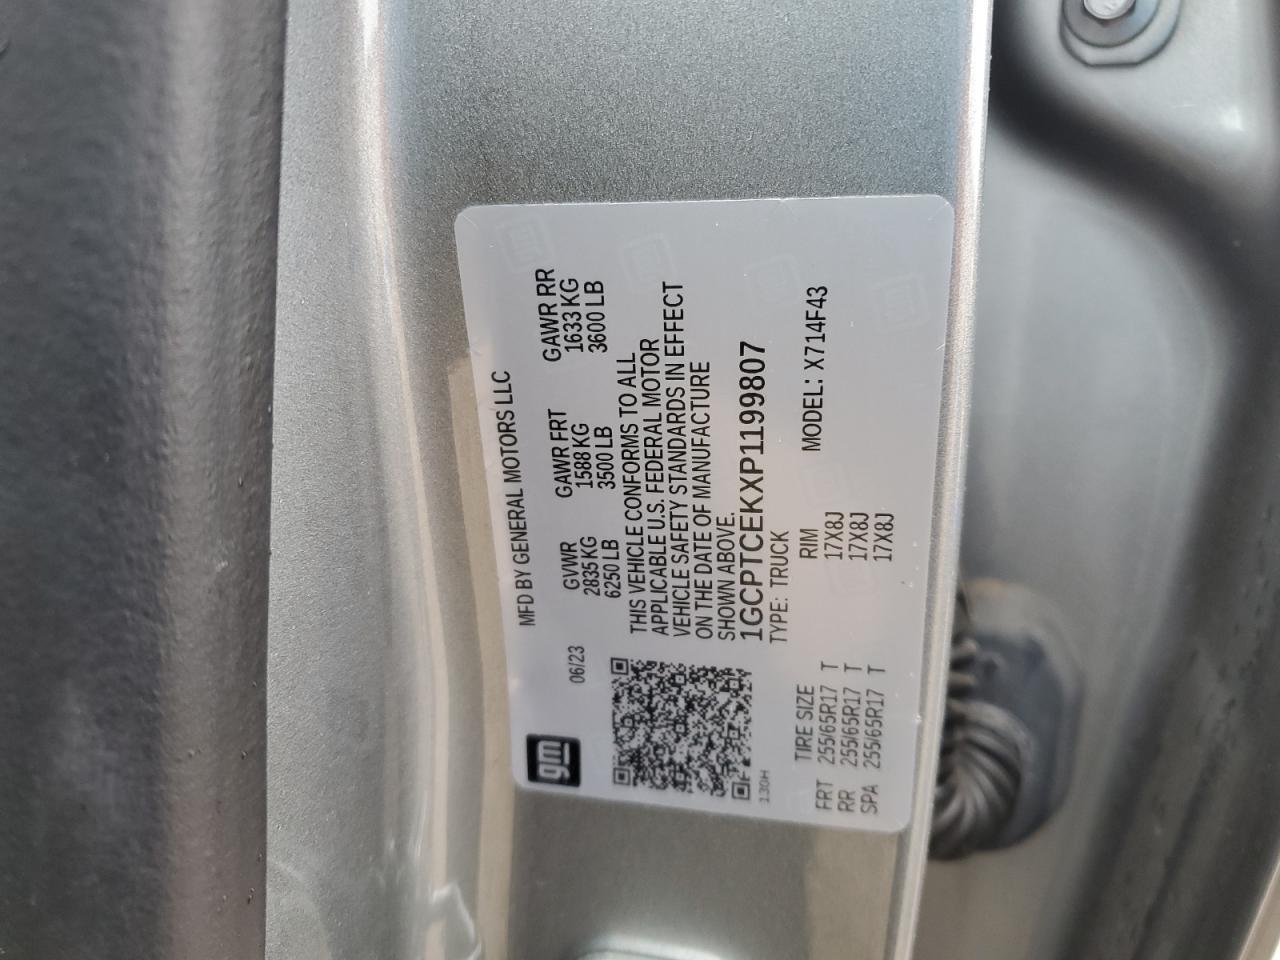 gm
06/23
MFD BY GENERAL MOTORS LLC
GVWR GAWR FRT GAWR RR
2835 KG 1588 KG 1633 KG
6250 LB 3500 LB 3600 LB
THIS VEHICLE CONFORMS TO ALL
APPLICABLE U.S. FEDERAL MOTOR
VEHICLE SAFETY STANDARDS IN EFFECT
ON THE DATE OF MANUFACTURE
SHOWN ABOVE.
1GCPTCEKXP1199807
TYPE: TRUCK
130H
TIRE SIZE RIM MODEL: X714F43
FRT 255/65R17 T 17X8J
RR 255/65R17 T 17X8J
SPA 255/65R17 T 17X8J